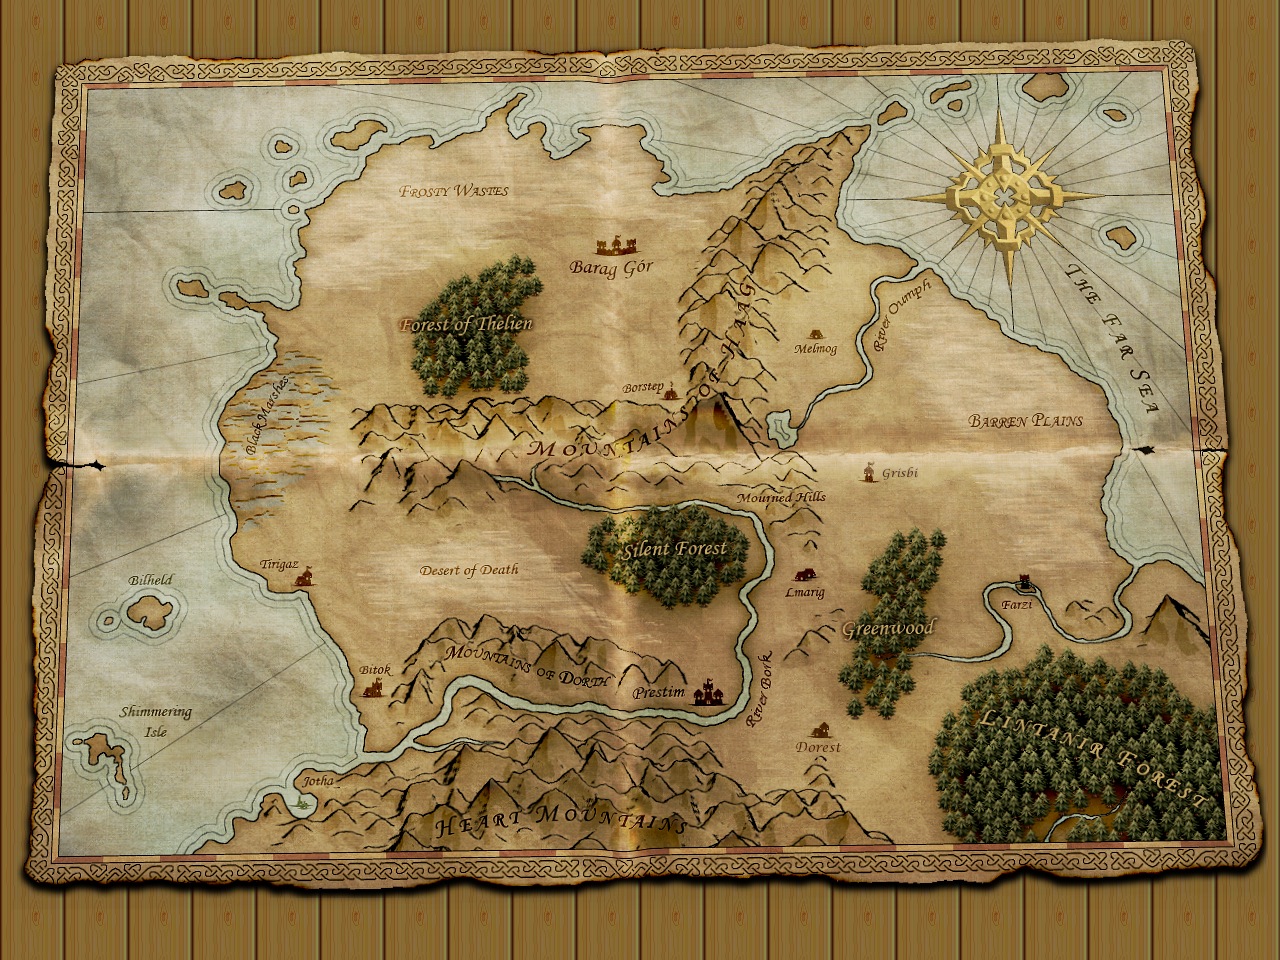 Frosty Wastes
Barag Gór
Forest of Thelien
River Oumph
The Far Sea
Melmog
Borstep
Black Marshes
Mountains of Haag
Barren Plains
Grisbi
Mourned Hills
Silent Forest
Tirigaz
Desert of Death
Bilheld
Lmarig
Farzi
Greenwood
Mountains of Dorth
Bitok
Prestim
River Bork
Shimmering
Isle
Lintanir Forest
Dorest
Jotha
Heart Mountains